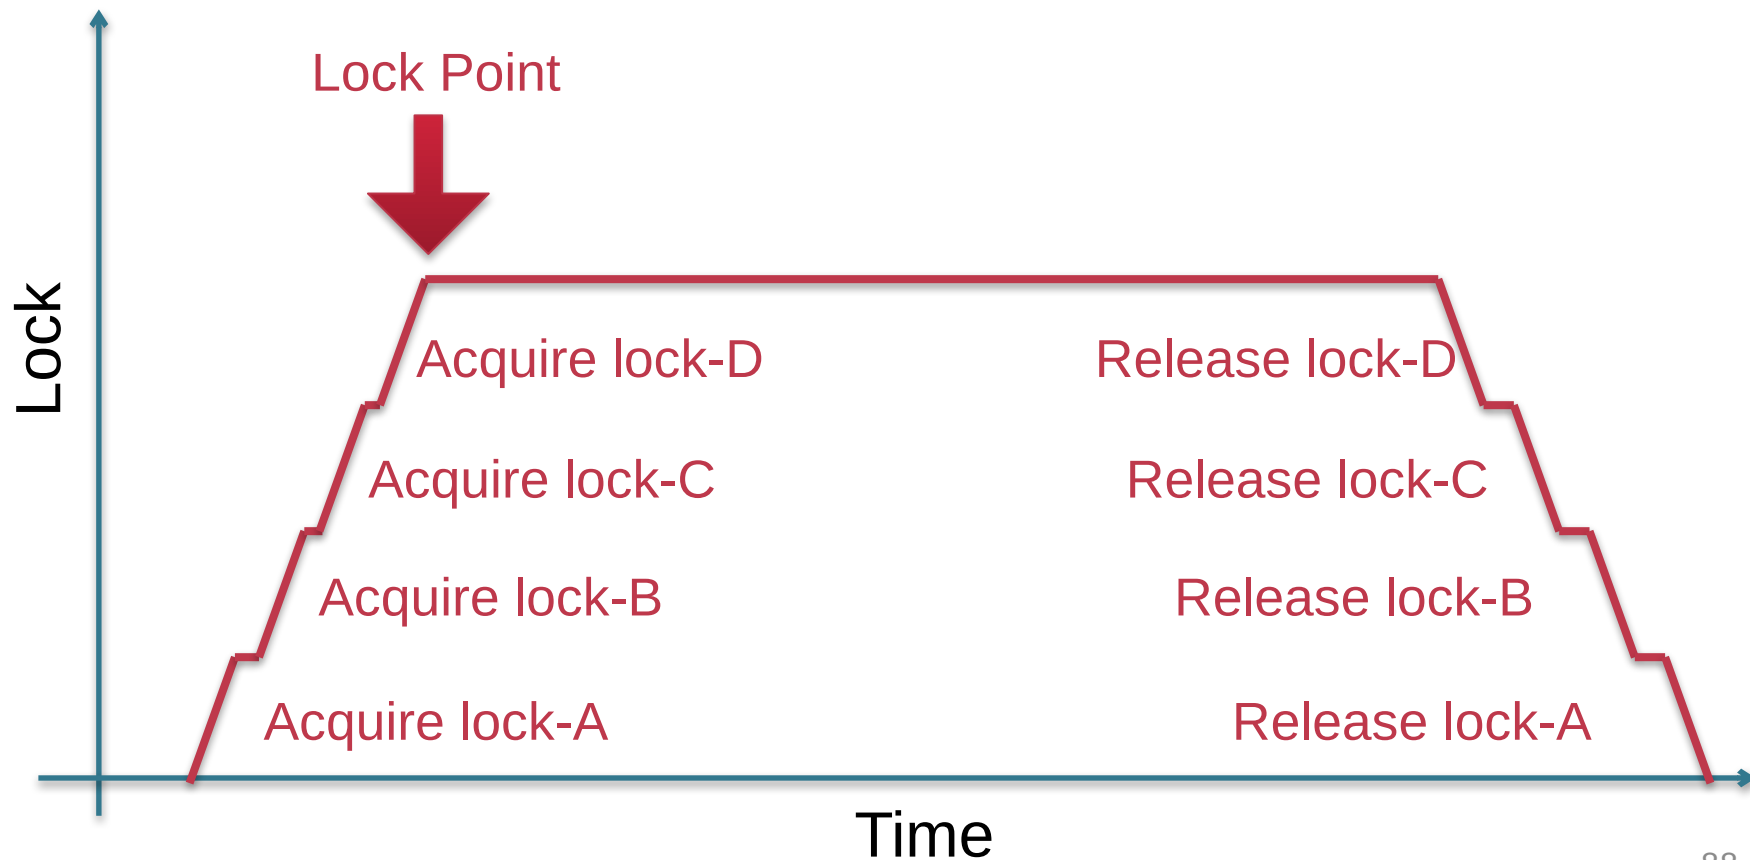 Lock Point
Lock
Acquire lock-D
Release lock-D
Acquire lock-C
Release lock-C
Acquire lock-B
Release lock-B
Acquire lock-A
Release lock-A
Time